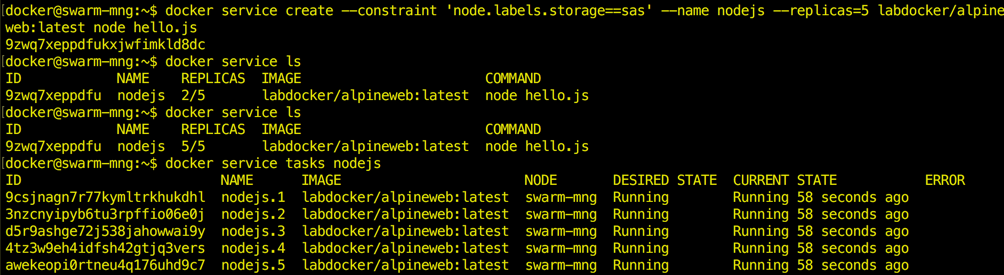 [docker@swarm-mng:~$ docker service create --constraint 'node.labels.storage==sas' --name nodejs --replicas=5 labdocker/alpine
web:latest node hello.js
9zwq7xeppdfukxjwfimkld8dc
[docker@swarm-mng:~$ docker service ls
ID NAME REPLICAS IMAGE COMMAND
9zwq7xeppdfu nodejs 2/5 labdocker/alpineweb:latest node hello.js
[docker@swarm-mng:~$ docker service ls
ID NAME REPLICAS IMAGE COMMAND
9zwq7xeppdfu nodejs 5/5 labdocker/alpineweb:latest node hello.js
[docker@swarm-mng:~$ docker service tasks nodejs
ID NAME IMAGE NODE DESIRED STATE CURRENT STATE ERROR
9csjnagn7r77kymltrkhukdhl nodejs.1 labdocker/alpineweb:latest swarm-mng Running Running 58 seconds ago
3nzcnyipyb6tu3rpffio06e0j nodejs.2 labdocker/alpineweb:latest swarm-mng Running Running 58 seconds ago
d5r9ashge72j538jahowwai9y nodejs.3 labdocker/alpineweb:latest swarm-mng Running Running 58 seconds ago
4tz3w9eh4idfsh42gtjq3vers nodejs.4 labdocker/alpineweb:latest swarm-mng Running Running 58 seconds ago
awekeopi0rtneu4q176uhd9c7 nodejs.5 labdocker/alpineweb:latest swarm-mng Running Running 58 seconds ago